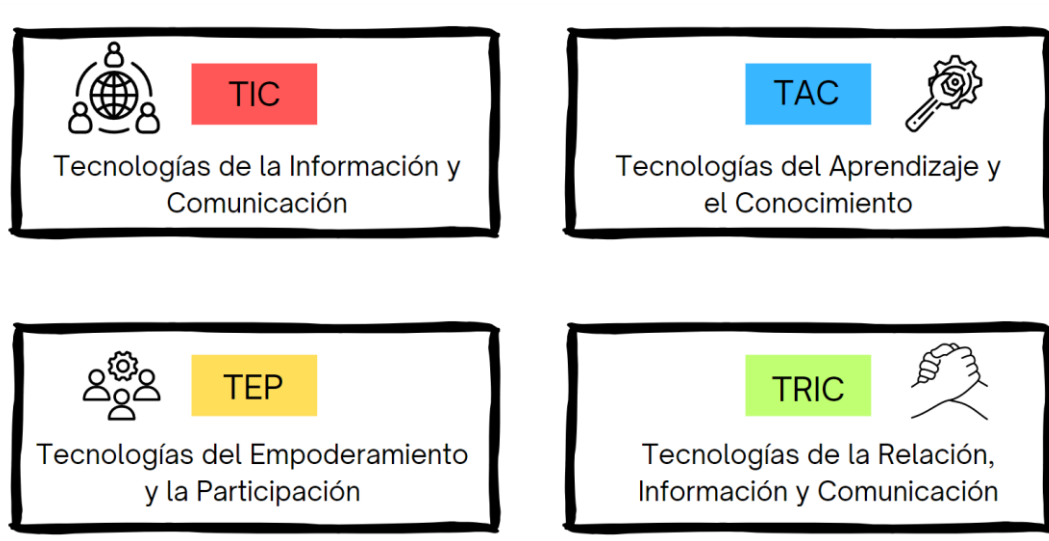 TIC
Tecnologías de la Información y
Comunicación
TAC
Tecnologías del Aprendizaje y
el Conocimiento
TEP
Tecnologías del Empoderamiento
y la Participación
TRIC
Tecnologías de la Relación,
Información y Comunicación